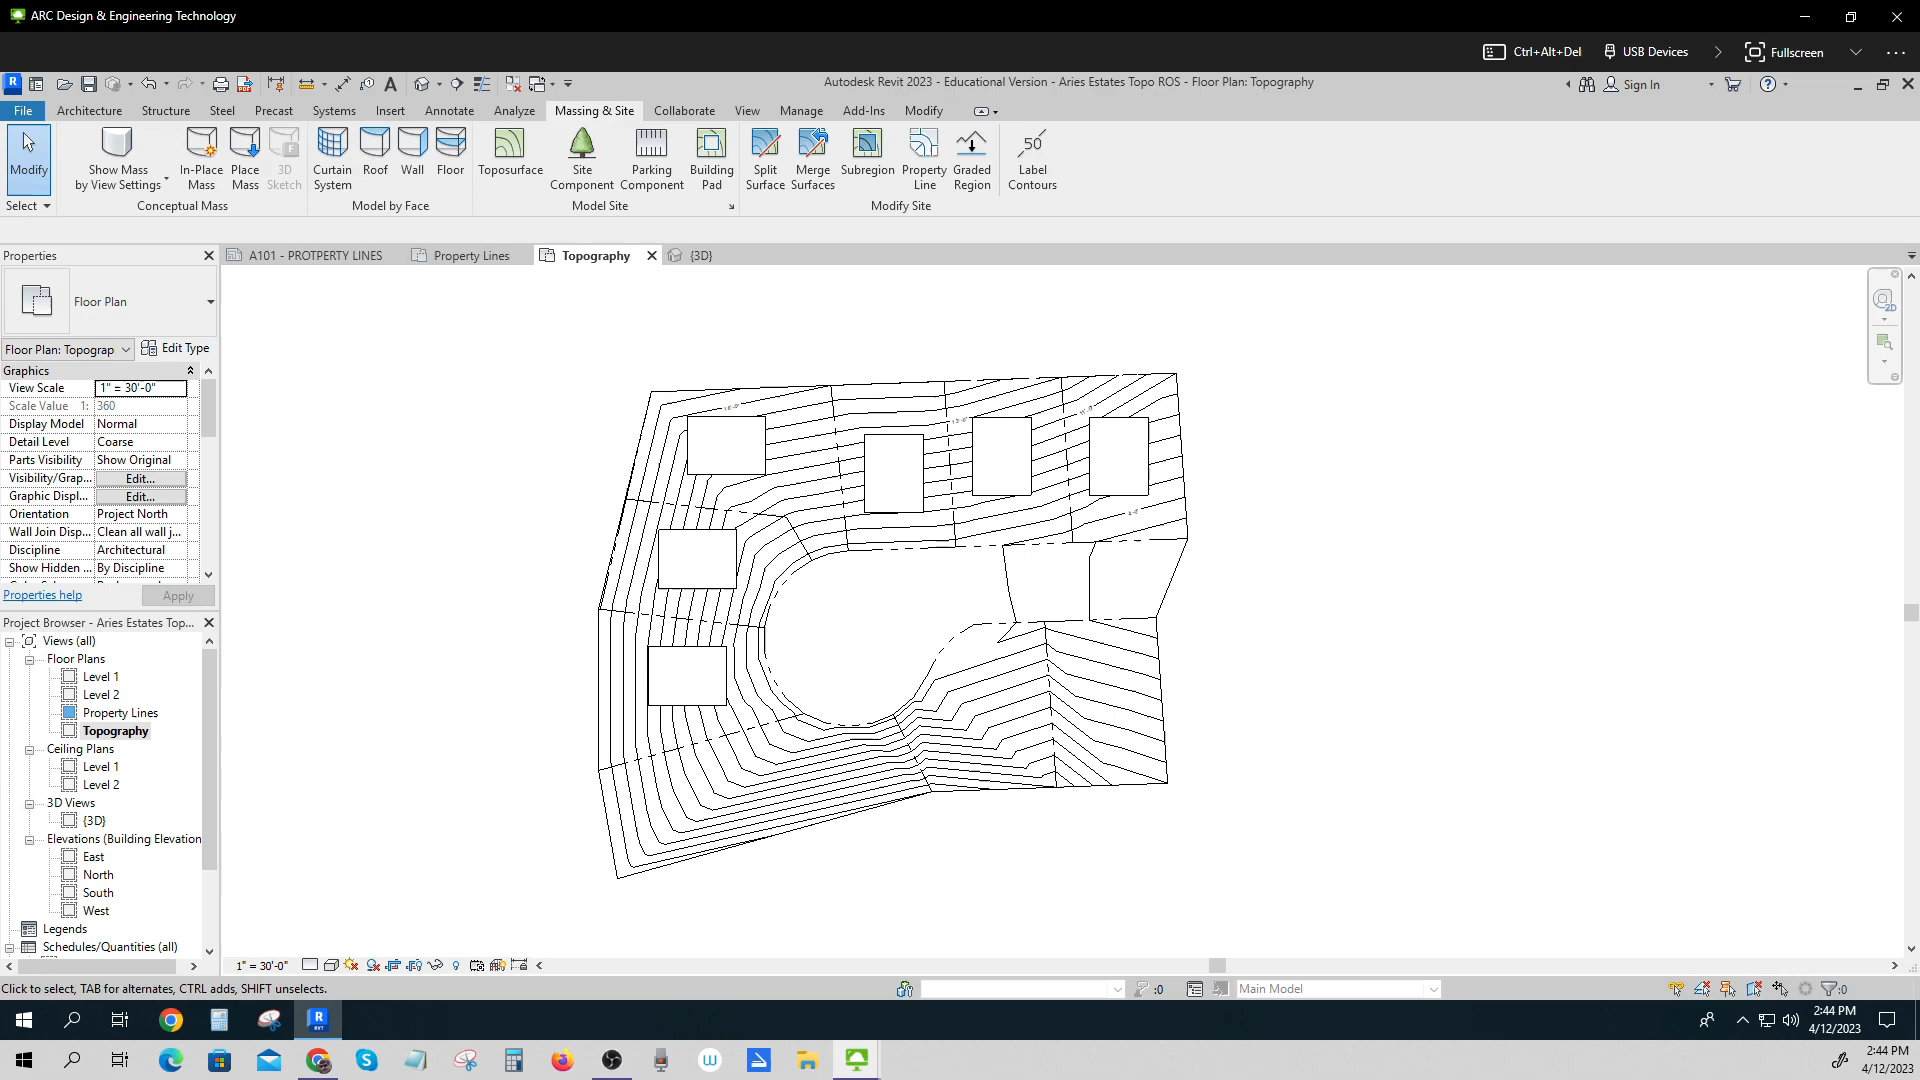 ARC Design & Engineering Technology
Ctrl+Alt+Del
USB Devices
Fullscreen
Autodesk Revit 2023 - Educational Version - Aries Estates Topo ROS - Floor Plan: Topography
Sign In
File
Architecture
Structure
Steel
Precast
Systems
Insert
Annotate
Analyze
Massing & Site
Collaborate
View
Manage
Add-Ins
Modify
Modify
Show Mass
by View Settings
In-Place
Mass
Place
Mass
3D
Sketch
Curtain
System
Roof
Wall
Floor
Toposurface
Site
Component
Parking
Component
Building
Pad
Split
Surface
Merge
Surfaces
Subregion
Property
Line
Graded
Region
50
Label
Contours
Select
Conceptual Mass
Model by Face
Model Site
Modify Site
Properties
A101 - PROTPERTY LINES
Property Lines
Topography
{3D}
Floor Plan
Floor Plan: Topograp
Edit Type
Graphics
View Scale
1" = 30'-0"
Scale Value 1:
360
Display Model
Normal
Detail Level
Coarse
Parts Visibility
Show Original
Visibility/Grap...
Edit...
Graphic Displ...
Edit...
Orientation
Project North
Wall Join Disp...
Clean all wall j...
Discipline
Architectural
Show Hidden ...
By Discipline
Properties help
Apply
Project Browser - Aries Estates Top...
Views (all)
Floor Plans
Level 1
Level 2
Property Lines
Topography
Ceiling Plans
Level 1
Level 2
3D Views
{3D}
Elevations (Building Elevation
East
North
South
West
Legends
Schedules/Quantities (all)
1" = 30'-0"
Click to select, TAB for alternates, CTRL adds, SHIFT unselects.
:0
Main Model
:0
2:44 PM
4/12/2023
2:44 PM
4/12/2023